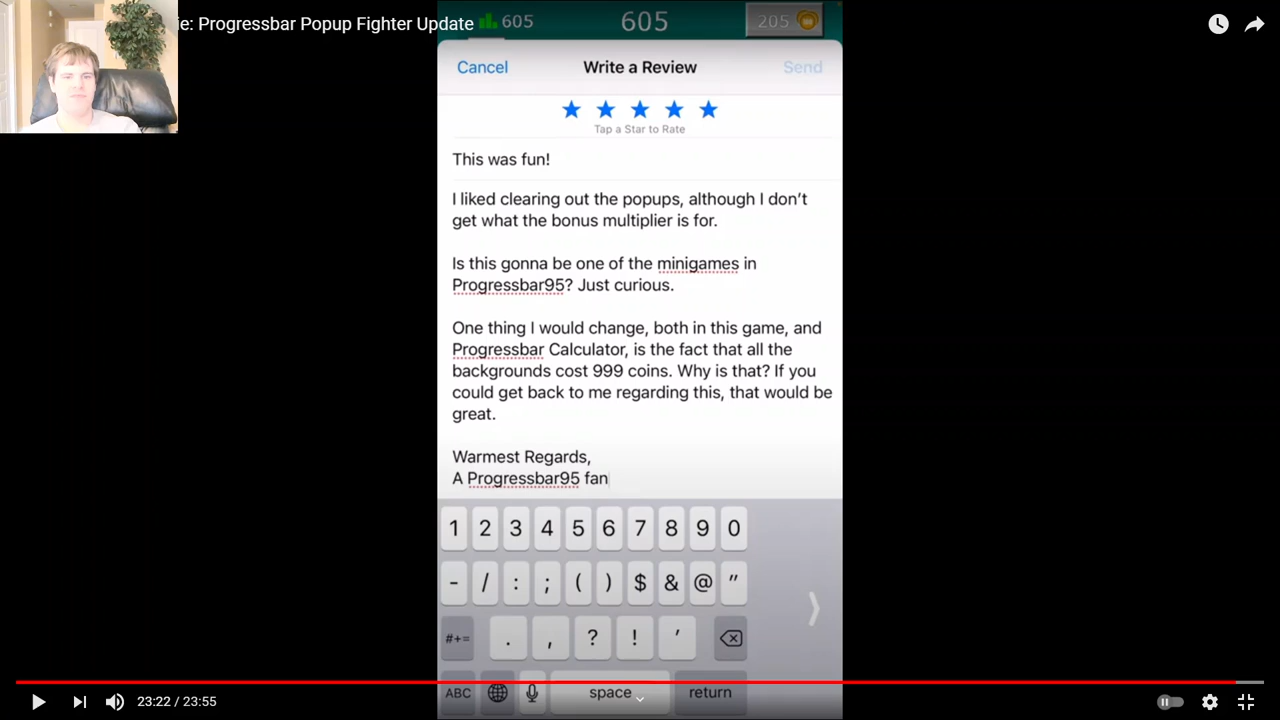 ie: Progressbar Popup Fighter Update
605
605
205
Cancel
Write a Review
Send
Tap a Star to Rate
This was fun!
I liked clearing out the popups, although I don’t
get what the bonus multiplier is for.
Is this gonna be one of the minigames in
Progressbar95? Just curious.
One thing I would change, both in this game, and
Progressbar Calculator, is the fact that all the
backgrounds cost 999 coins. Why is that? If you
could get back to me regarding this, that would be
great.
Warmest Regards,
A Progressbar95 fan
1 2 3 4 5 6 7 8 9 0
- / : ; ( ) $ & @ "
#+= . , ? ! '
ABC space return
23:22 / 23:55